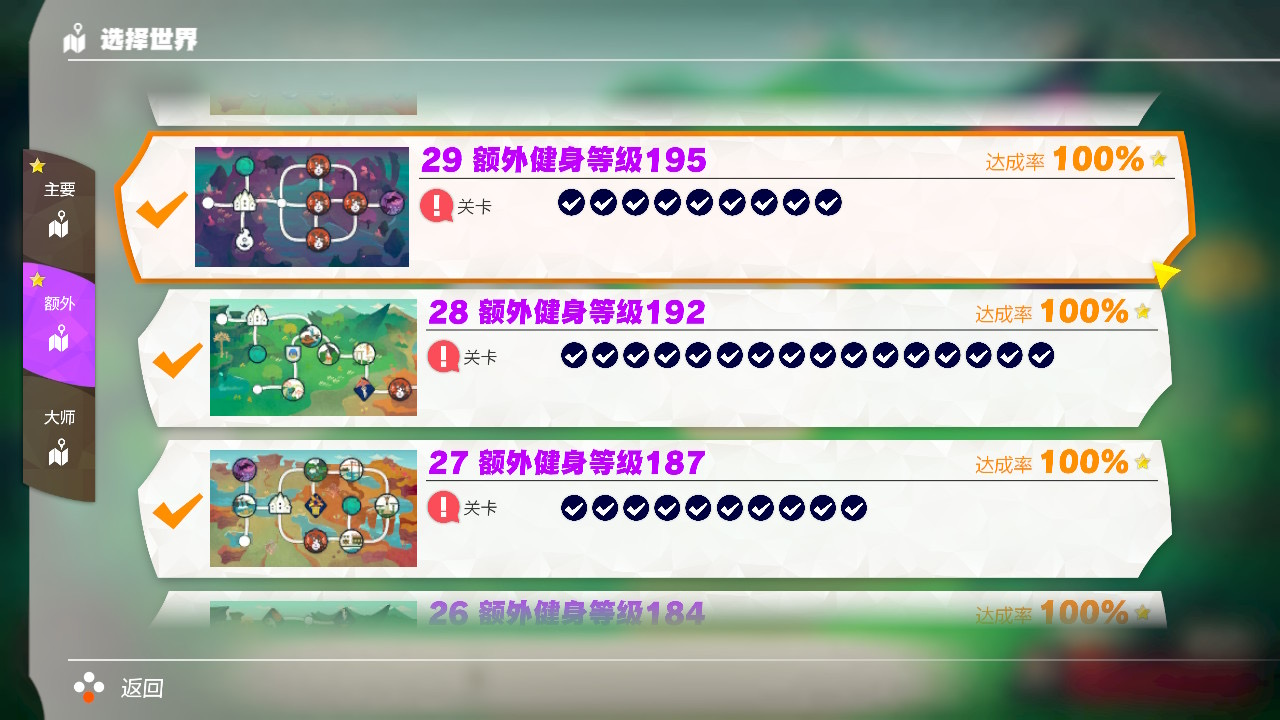 选择世界
主要
额外
大师
29 额外健身等级195
达成率 100%
关卡
28 额外健身等级192
达成率 100%
关卡
27 额外健身等级187
达成率 100%
关卡
26 额外健身等级184
达成率 100%
返回